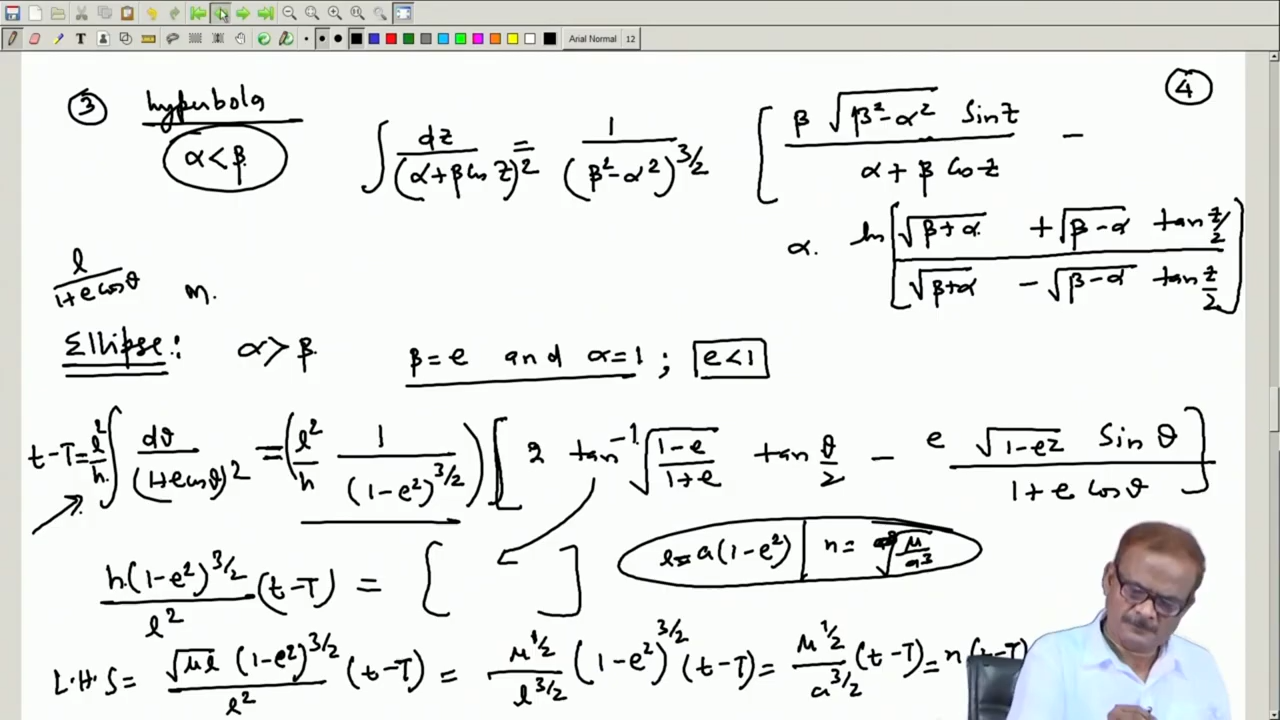 Arial Normal 12
③ hyperbola ④
α < β
∫ dz / (α + β Cos z)^2 = 1 / (β² - α²)^{3/2} [ β √(β² - α²) Sin z / (α + β Cos z) -
α. ln [ (√(β+α) + √(β-α) tan z/2) / (√(β+α) - √(β-α) tan z/2) ] ]
l / (1 + e cos θ)
Ellipse: α > β. β = e and α = 1 ; e < 1
t - T = l²/h ∫ dθ / (1 + e cos θ)^2 = ( l²/h 1 / (1 - e²)^{3/2} ) [ 2 tan⁻¹ √((1-e)/(1+e)) tan θ/2 - e √(1-e²) Sin θ / (1 + e cos θ) ]
l = a(1 - e²) | n = √(μ/a³)
h(1 - e²)^{3/2} / l² (t - T) = [ ]
L.H.S = √(μl) (1 - e²)^{3/2} / l² (t - T) = μ^{1/2} / l^{3/2} (1 - e²)^{3/2} (t - T) = μ^{1/2} / a^{3/2} (t - T) = n(t - T)